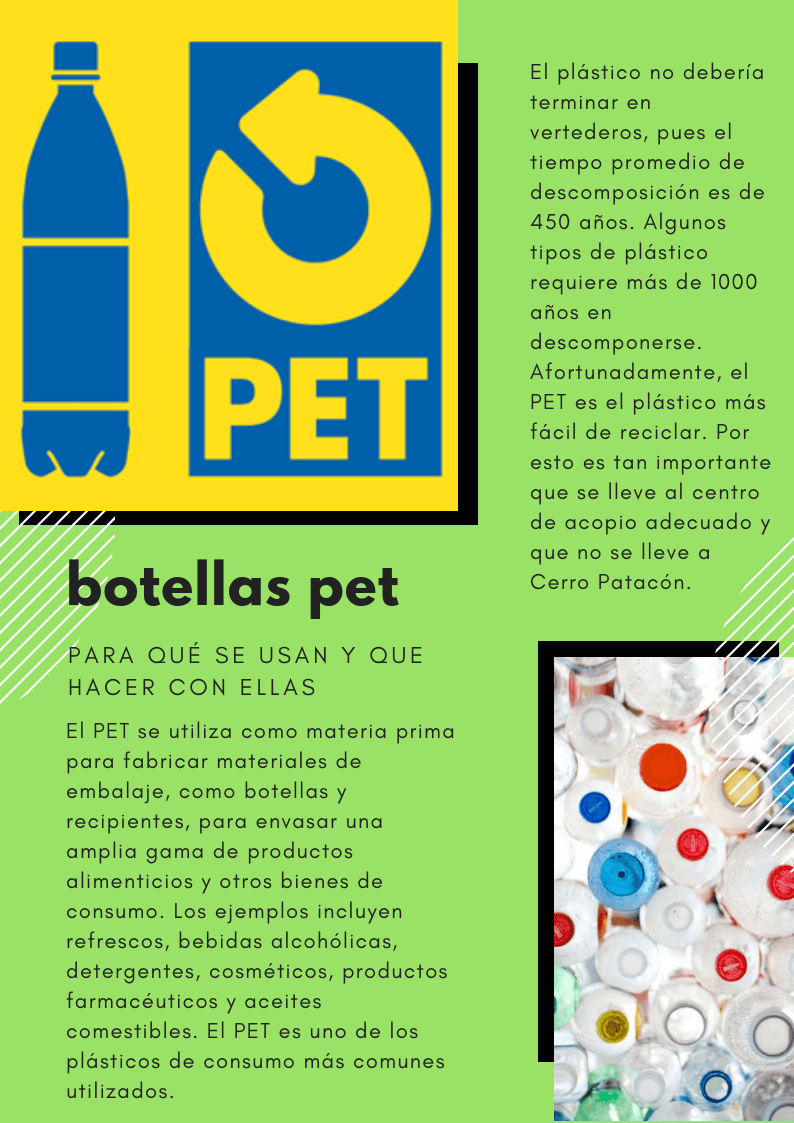 PET
botellas pet
PARA QUÉ SE USAN Y QUE
HACER CON ELLAS
El PET se utiliza como materia prima
para fabricar materiales de
embalaje, como botellas y
recipientes, para envasar una
amplia gama de productos
alimenticios y otros bienes de
consumo. Los ejemplos incluyen
refrescos, bebidas alcohólicas,
detergentes, cosméticos, productos
farmacéuticos y aceites
comestibles. El PET es uno de los
plásticos de consumo más comunes
utilizados.
El plástico no debería
terminar en
vertederos, pues el
tiempo promedio de
descomposición es de
450 años. Algunos
tipos de plástico
requiere más de 1000
años en
descomponerse.
Afortunadamente, el
PET es el plástico más
fácil de reciclar. Por
esto es tan importante
que se lleve al centro
de acopio adecuado y
que no se lleve a
Cerro Patacón.